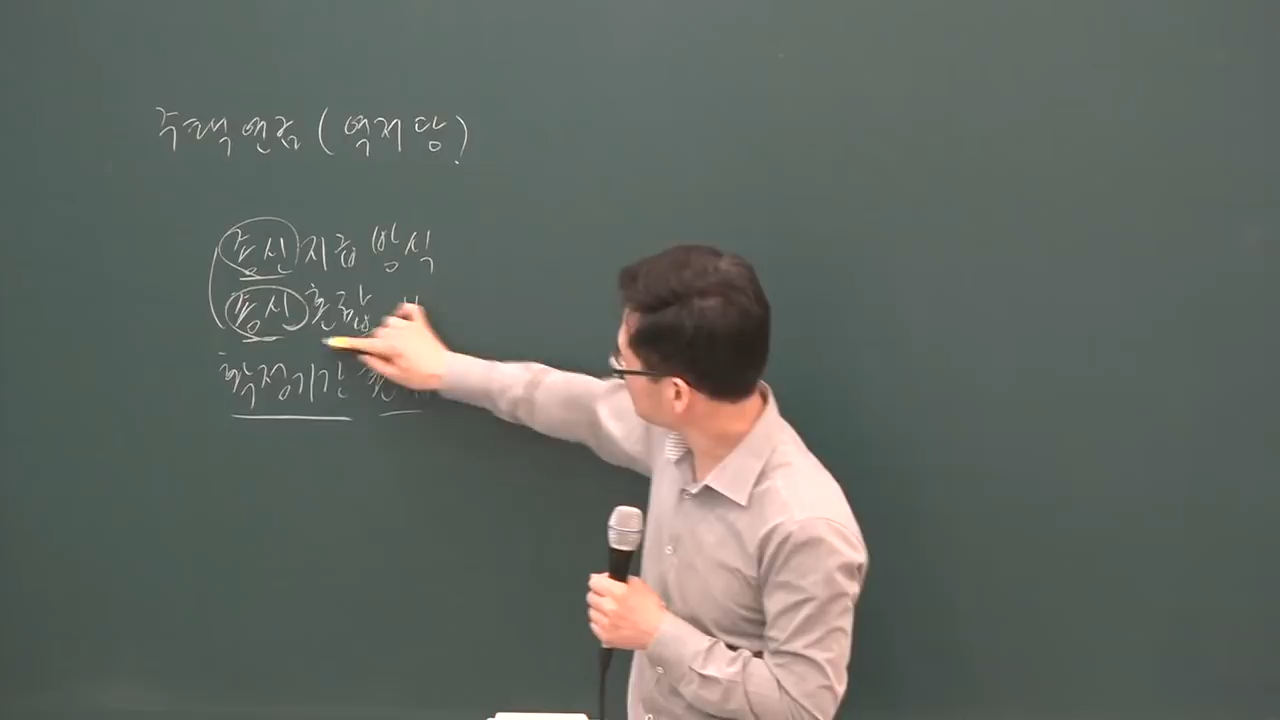 주택연금 (역저당)
종신지급방식
종신혼합
확정기간 혼